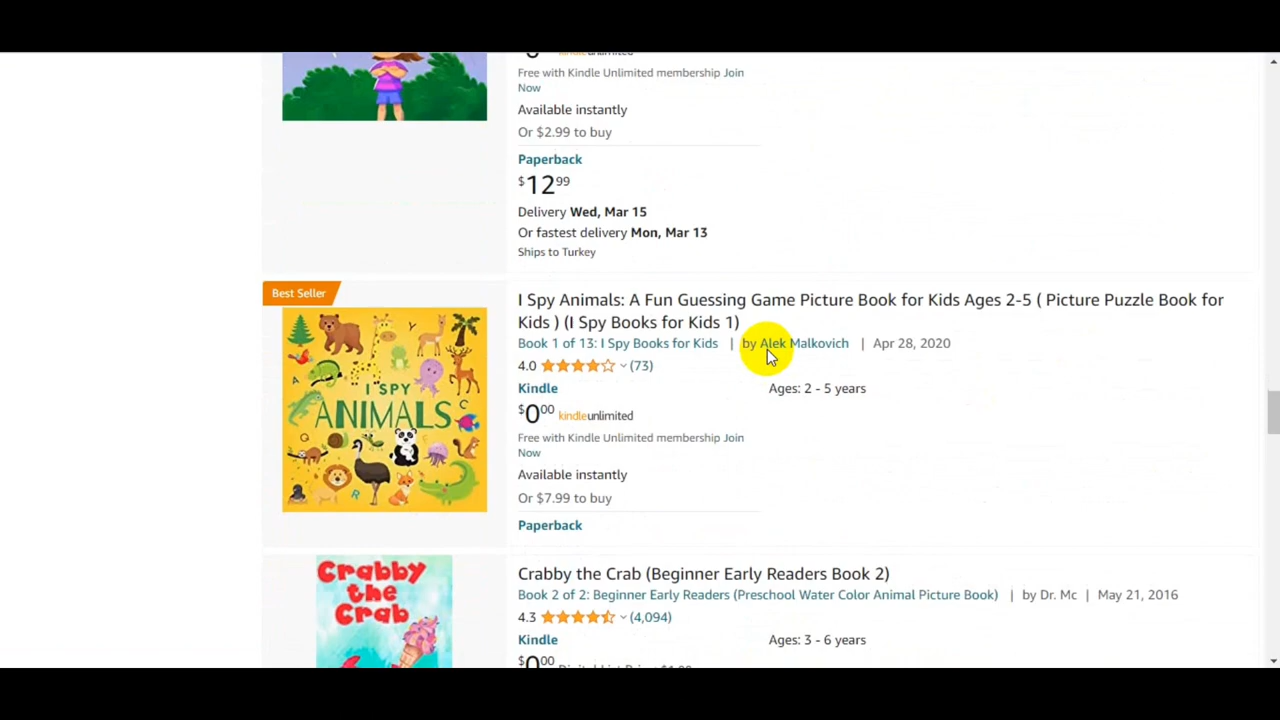 Free with Kindle Unlimited membership Join
Now
Available instantly
Or $2.99 to buy
Paperback
$12 99
Delivery Wed, Mar 15
Or fastest delivery Mon, Mar 13
Ships to Turkey
Best Seller
I Spy Animals: A Fun Guessing Game Picture Book for Kids Ages 2-5 ( Picture Puzzle Book for
Kids ) (I Spy Books for Kids 1)
Book 1 of 13: I Spy Books for Kids | by Alek Malkovich | Apr 28, 2020
4.0 (73)
Kindle Ages: 2 - 5 years
$0 00 kindleunlimited
Free with Kindle Unlimited membership Join
Now
Available instantly
Or $7.99 to buy
Paperback
I SPY
ANIMALS
Y
A
C
Q
R
Crabby the Crab (Beginner Early Readers Book 2)
Book 2 of 2: Beginner Early Readers (Preschool Water Color Animal Picture Book) | by Dr. Mc | May 21, 2016
4.3 (4,094)
Kindle Ages: 3 - 6 years
$0 00
Crabby
the
Crab